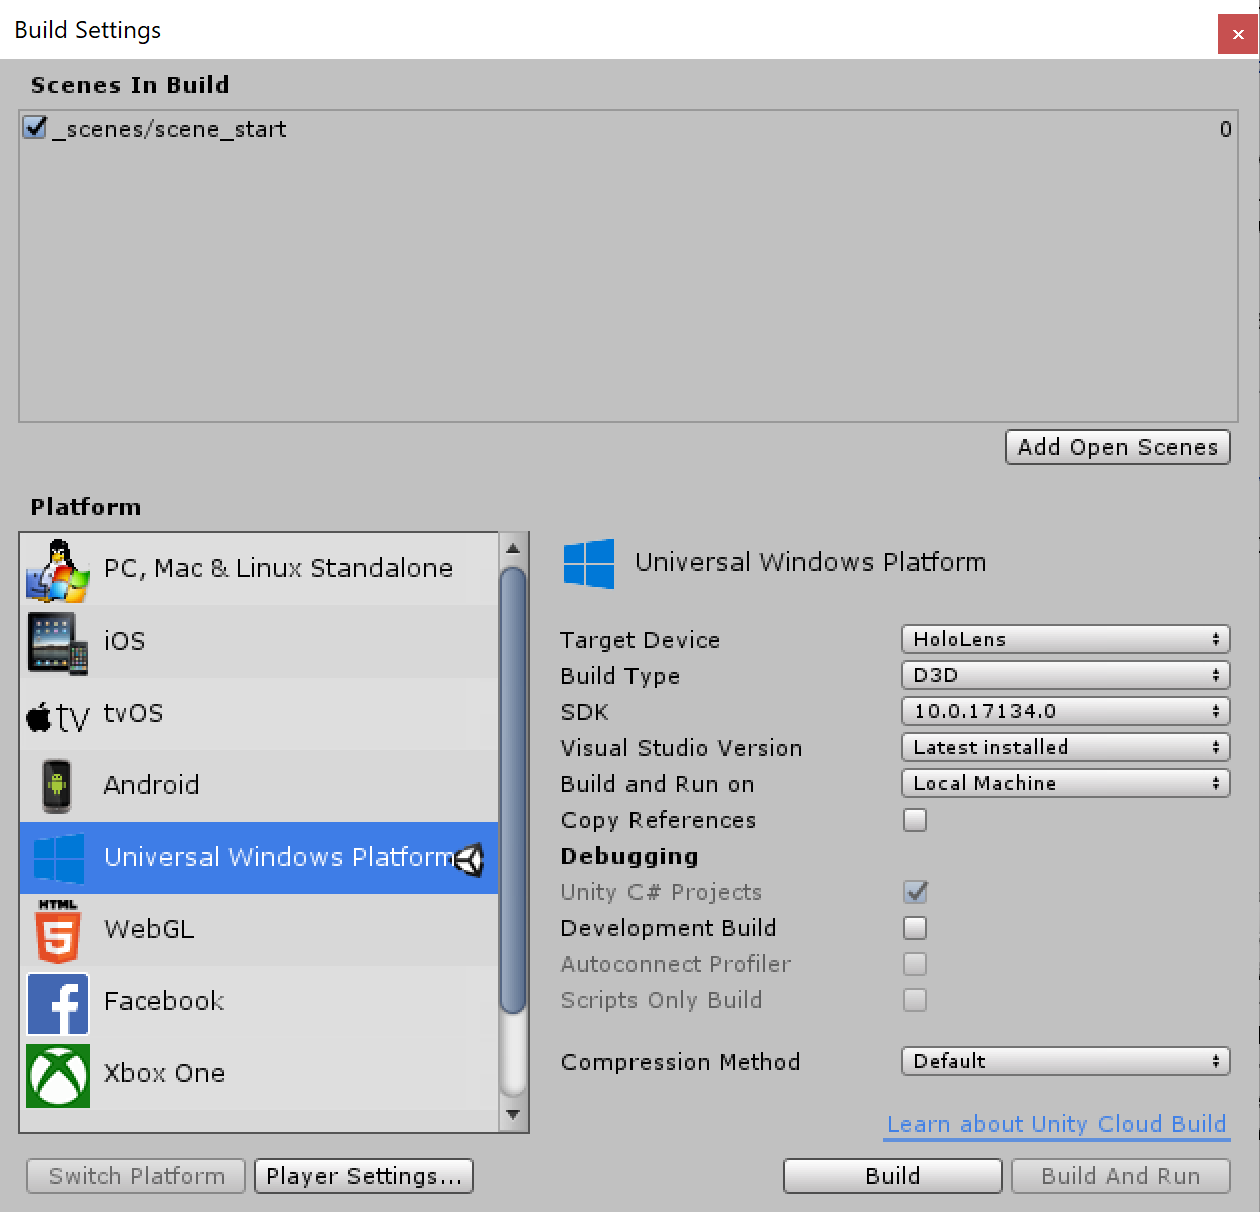 Build Settings
Scenes In Build
_scenes/scene_start 0
Add Open Scenes
Platform
PC, Mac & Linux Standalone
iOS
tv tvOS
Android
Universal Windows Platform
HTML
5 WebGL
f Facebook
Xbox One
Universal Windows Platform
Target Device HoloLens
Build Type D3D
SDK 10.0.17134.0
Visual Studio Version Latest installed
Build and Run on Local Machine
Copy References
Debugging
Unity C# Projects
Development Build
Autoconnect Profiler
Scripts Only Build
Compression Method Default
Learn about Unity Cloud Build
Switch Platform Player Settings... Build Build And Run